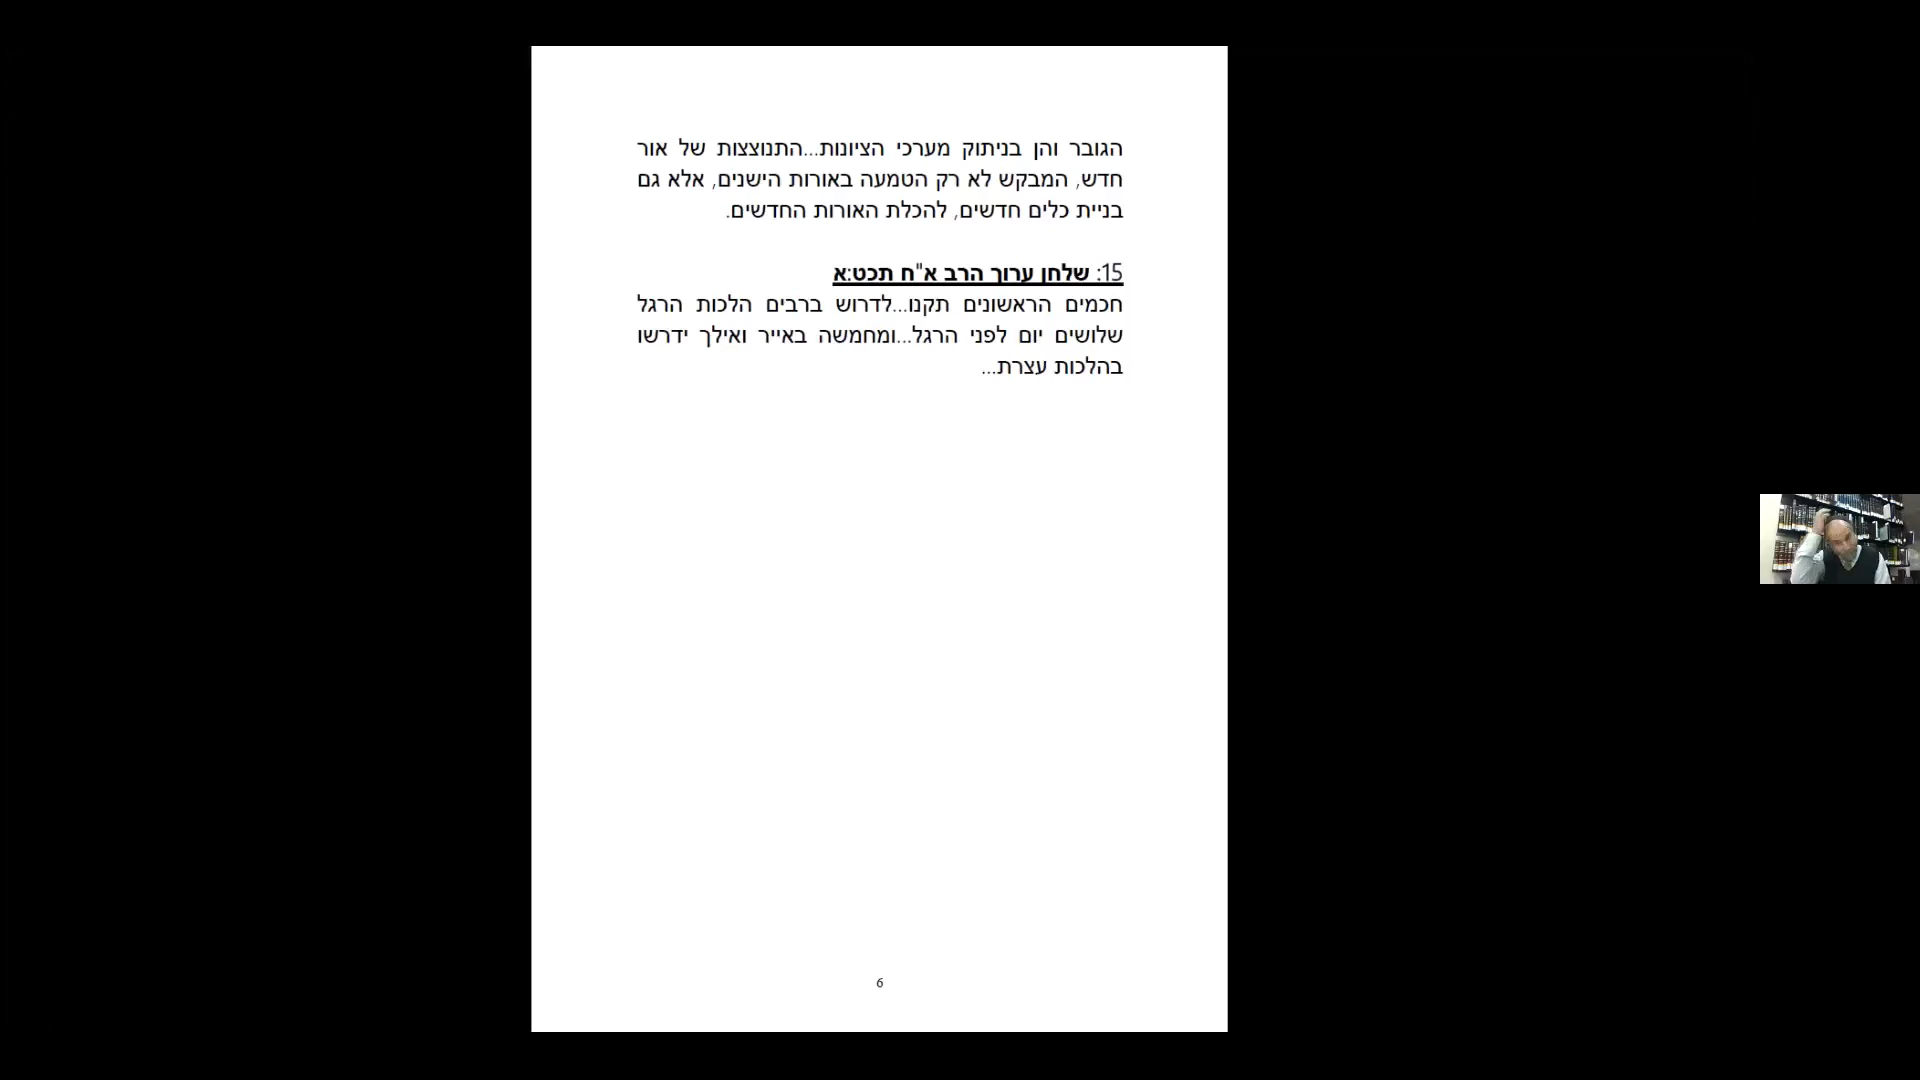 הגובר והן בניתוק מערכי הציונות...התנוצצות של אור
חדש, המבקש לא רק הטמעה באורות הישנים, אלא גם
בניית כלים חדשים, להכלת האורות החדשים.
15: שלחן ערוך הרב א"ח תכט:א
חכמים הראשונים תקנו...לדרוש ברבים הלכות הרגל
שלושים יום לפני הרגל...ומחמשה באייר ואילך ידרשו
בהלכות עצרת...
6